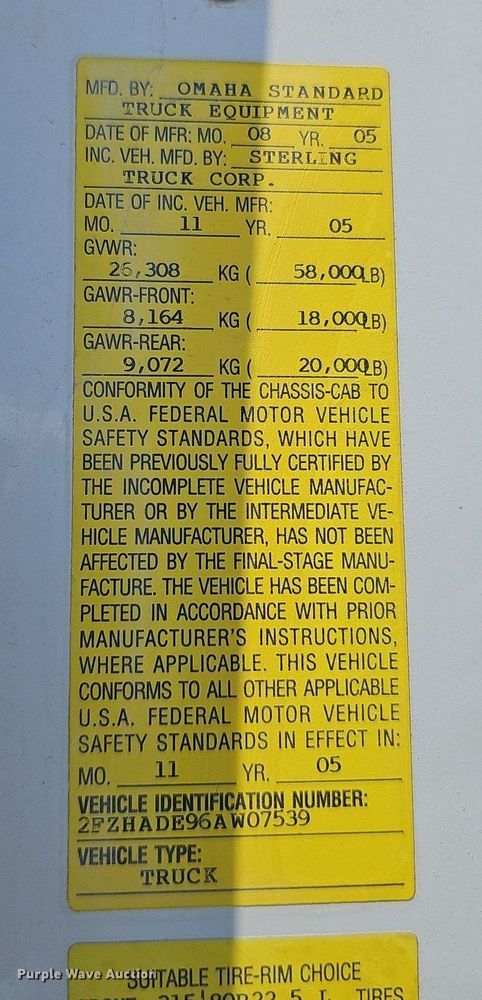 MFD. BY: OMAHA STANDARD
TRUCK EQUIPMENT
DATE OF MFR: MO. 08 YR. 05
INC. VEH. MFD. BY: STERLING
TRUCK CORP.
DATE OF INC. VEH. MFR:
MO. 11 YR. 05
GVWR:
26,308 KG ( 58,000LB)
GAWR-FRONT:
8,164 KG ( 18,000LB)
GAWR-REAR:
9,072 KG ( 20,000LB)
CONFORMITY OF THE CHASSIS-CAB TO
U.S.A. FEDERAL MOTOR VEHICLE
SAFETY STANDARDS, WHICH HAVE
BEEN PREVIOUSLY FULLY CERTIFIED BY
THE INCOMPLETE VEHICLE MANUFAC-
TURER OR BY THE INTERMEDIATE VE-
HICLE MANUFACTURER, HAS NOT BEEN
AFFECTED BY THE FINAL-STAGE MANU-
FACTURE. THE VEHICLE HAS BEEN COM-
PLETED IN ACCORDANCE WITH PRIOR
MANUFACTURER'S INSTRUCTIONS,
WHERE APPLICABLE. THIS VEHICLE
CONFORMS TO ALL OTHER APPLICABLE
U.S.A. FEDERAL MOTOR VEHICLE
SAFETY STANDARDS IN EFFECT IN:
MO. 11 YR. 05
VEHICLE IDENTIFICATION NUMBER:
2FZHADE96AW07539
VEHICLE TYPE:
TRUCK
Purple Wave Auction
SUITABLE TIRE-RIM CHOICE
TIRES